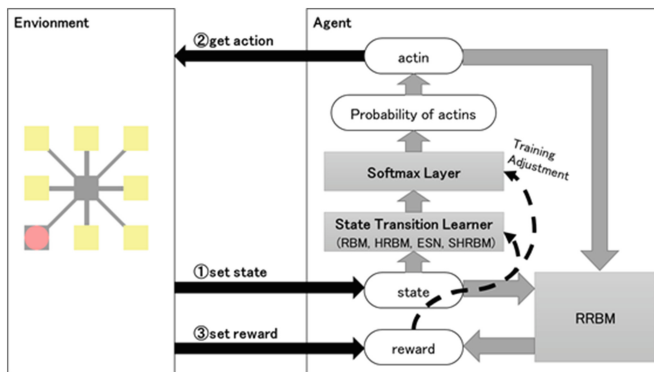 Envionment
Agent
②get action
actin
Probability of actins
Training
Adjustment
Softmax Layer
State Transition Learner
(RBM, HRBM, ESN, SHRBM)
①set state
state
RRBM
③set reward
reward